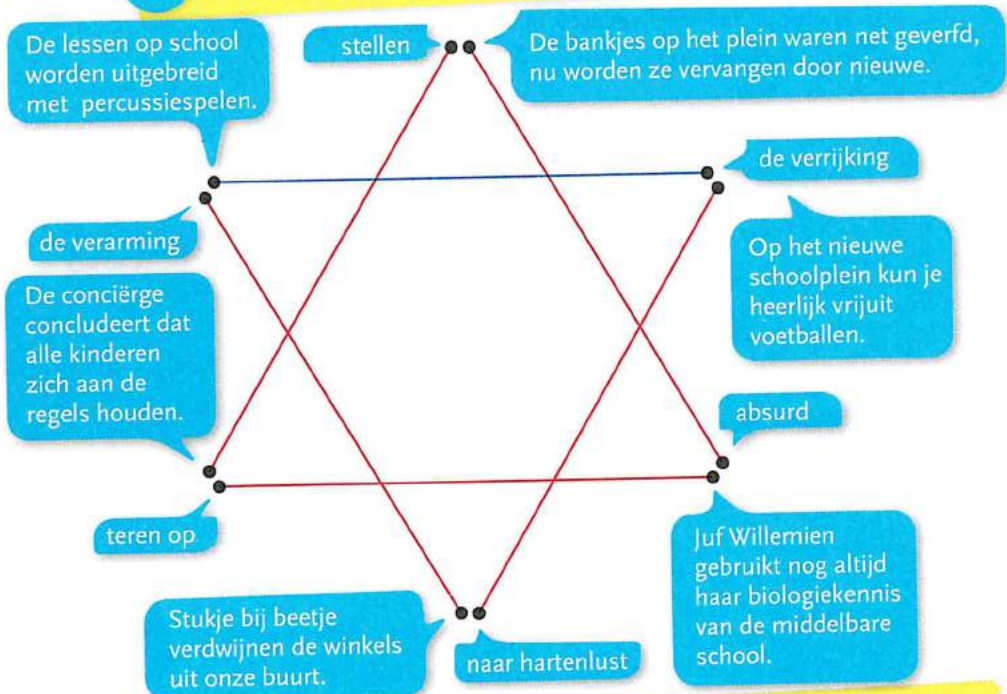 De lessen op school
worden uitgebreid
met percussiespelen.
stellen
De bankjes op het plein waren net geverfd,
nu worden ze vervangen door nieuwe.
de verrijking
de verarming
Op het nieuwe
schoolplein kun je
heerlijk vrijuit
voetballen.
De conciërge
concludeert dat
alle kinderen
zich aan de
regels houden.
absurd
teren op
Juf Willemien
gebruikt nog altijd
haar biologiekennis
van de middelbare
school.
Stukje bij beetje
verdwijnen de winkels
uit onze buurt.
naar hartenlust